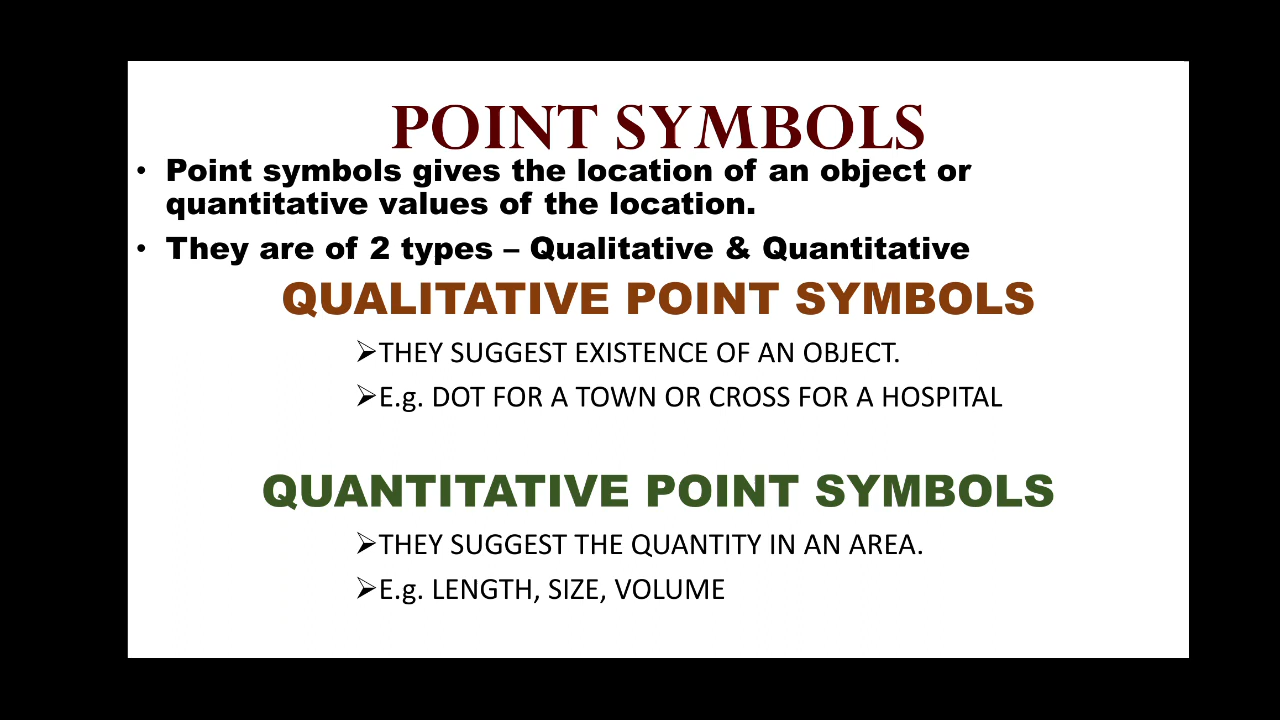 POINT SYMBOLS
• Point symbols gives the location of an object or
quantitative values of the location.
• They are of 2 types – Qualitative & Quantitative
QUALITATIVE POINT SYMBOLS
➢THEY SUGGEST EXISTENCE OF AN OBJECT.
➢E.g. DOT FOR A TOWN OR CROSS FOR A HOSPITAL
QUANTITATIVE POINT SYMBOLS
➢THEY SUGGEST THE QUANTITY IN AN AREA.
➢E.g. LENGTH, SIZE, VOLUME